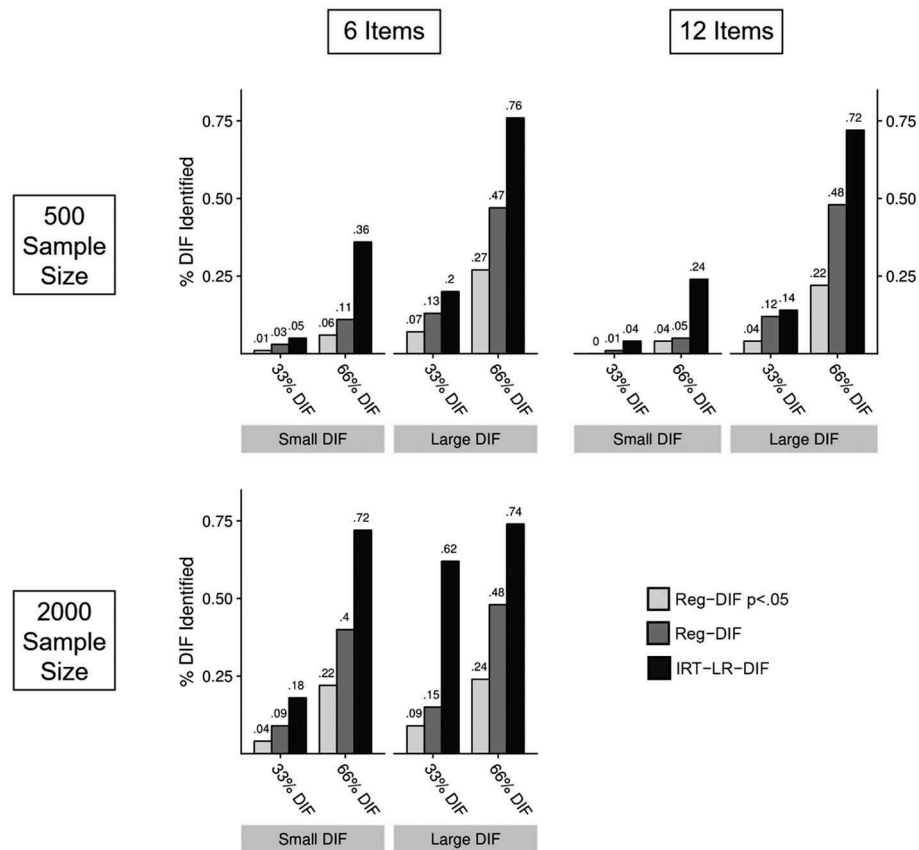 6 Items
12 Items
500
Sample
Size
% DIF Identified
0.75
0.50
0.25
.01
.03
.05
.06
.11
.36
.07
.13
.2
.27
.47
.76
33% DIF
66% DIF
33% DIF
66% DIF
Small DIF
Large DIF
0
.01
.04
.04
.05
.24
.04
.12
.14
.22
.48
.72
0.75
0.50
0.25
33% DIF
66% DIF
33% DIF
66% DIF
Small DIF
Large DIF
2000
Sample
Size
% DIF Identified
0.75
0.50
0.25
.04
.09
.18
.22
.4
.72
.09
.15
.62
.24
.48
.74
33% DIF
66% DIF
33% DIF
66% DIF
Small DIF
Large DIF
Reg-DIF p<.05
Reg-DIF
IRT-LR-DIF